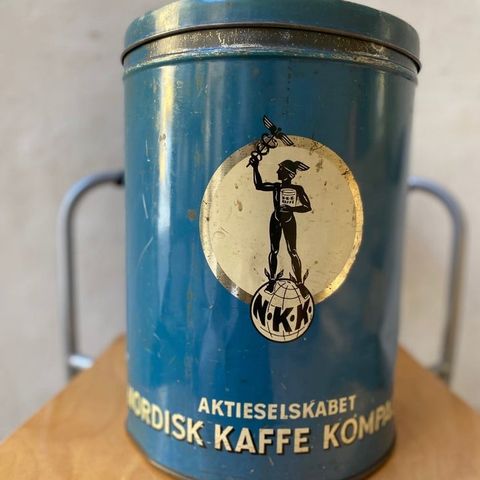 N.K.K.
AKTIESELSKABET
NORDISK KAFFE KOMPA